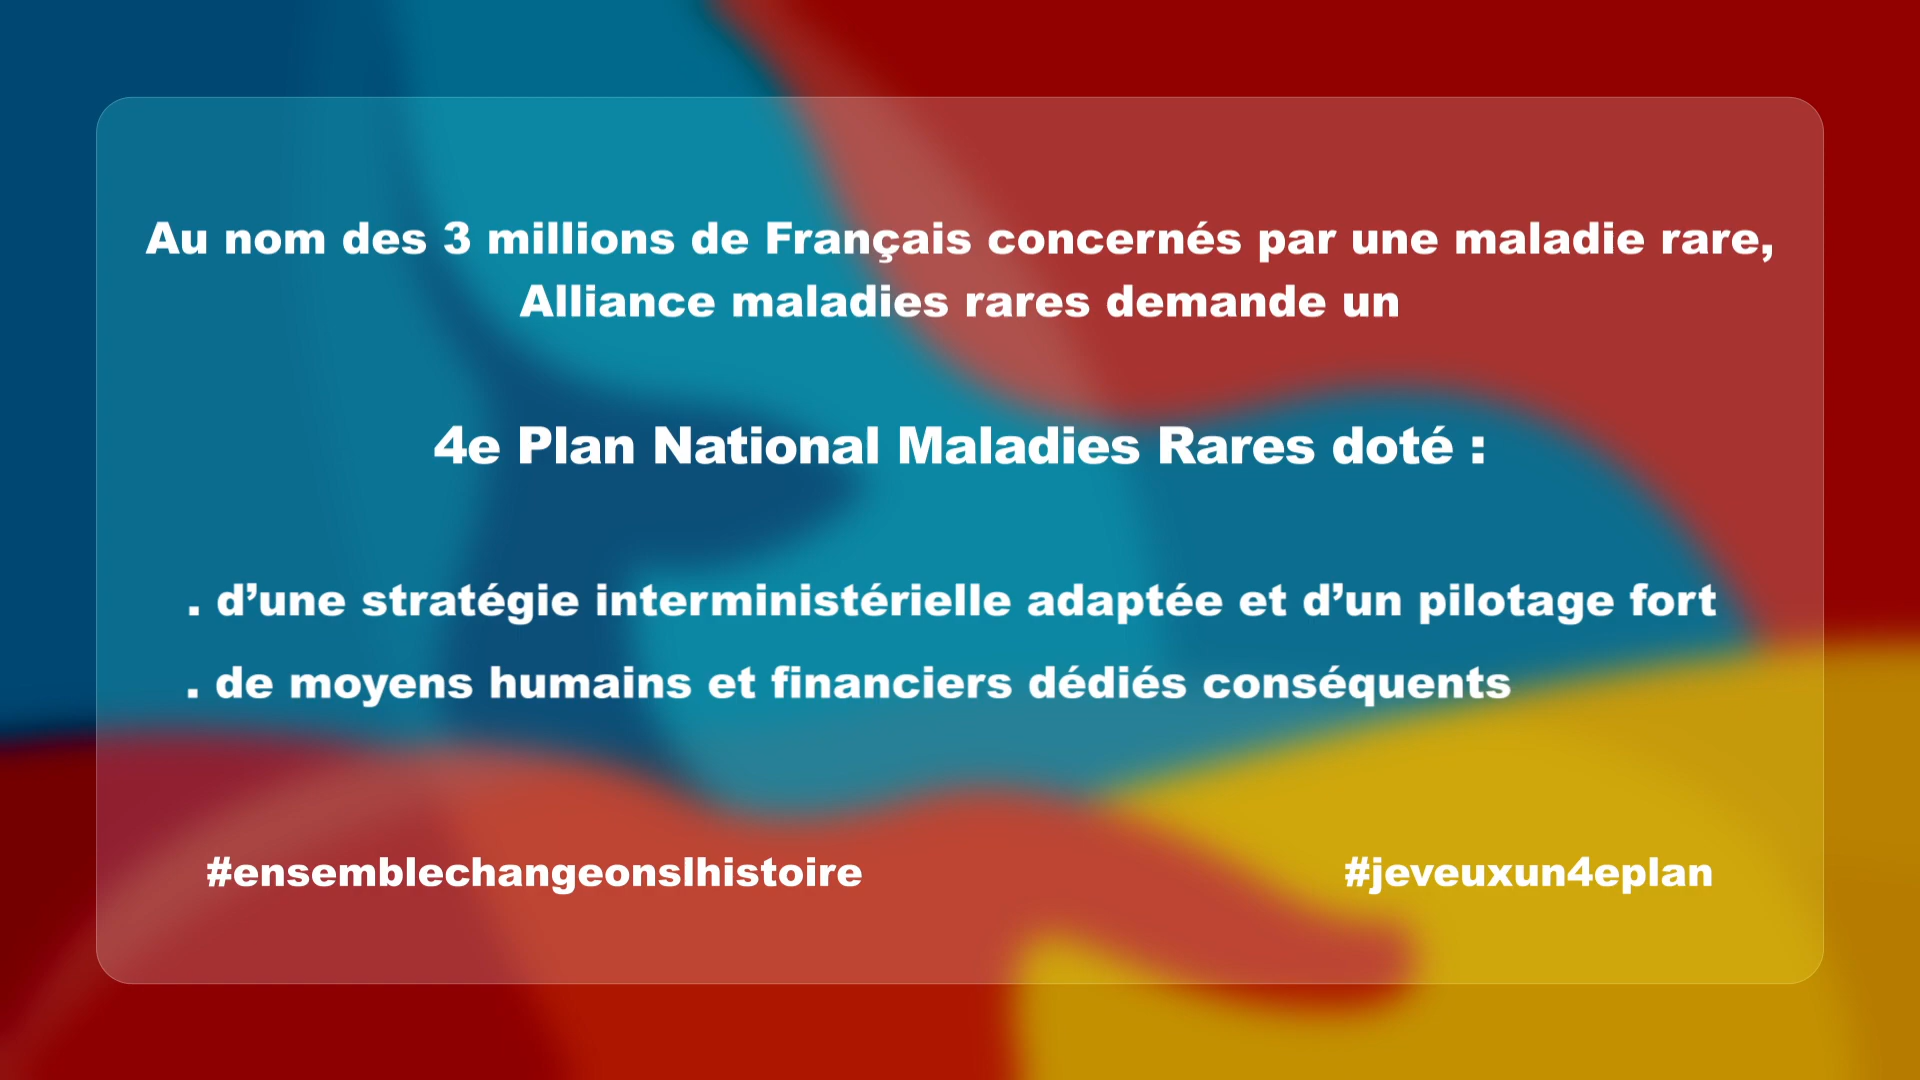 Au nom des 3 millions de Français concernés par une maladie rare,
Alliance maladies rares demande un
4e Plan National Maladies Rares doté :
. d’une stratégie interministérielle adaptée et d’un pilotage fort
. de moyens humains et financiers dédiés conséquents
#ensemblechangeonslhistoire
#jeveuxun4eplan